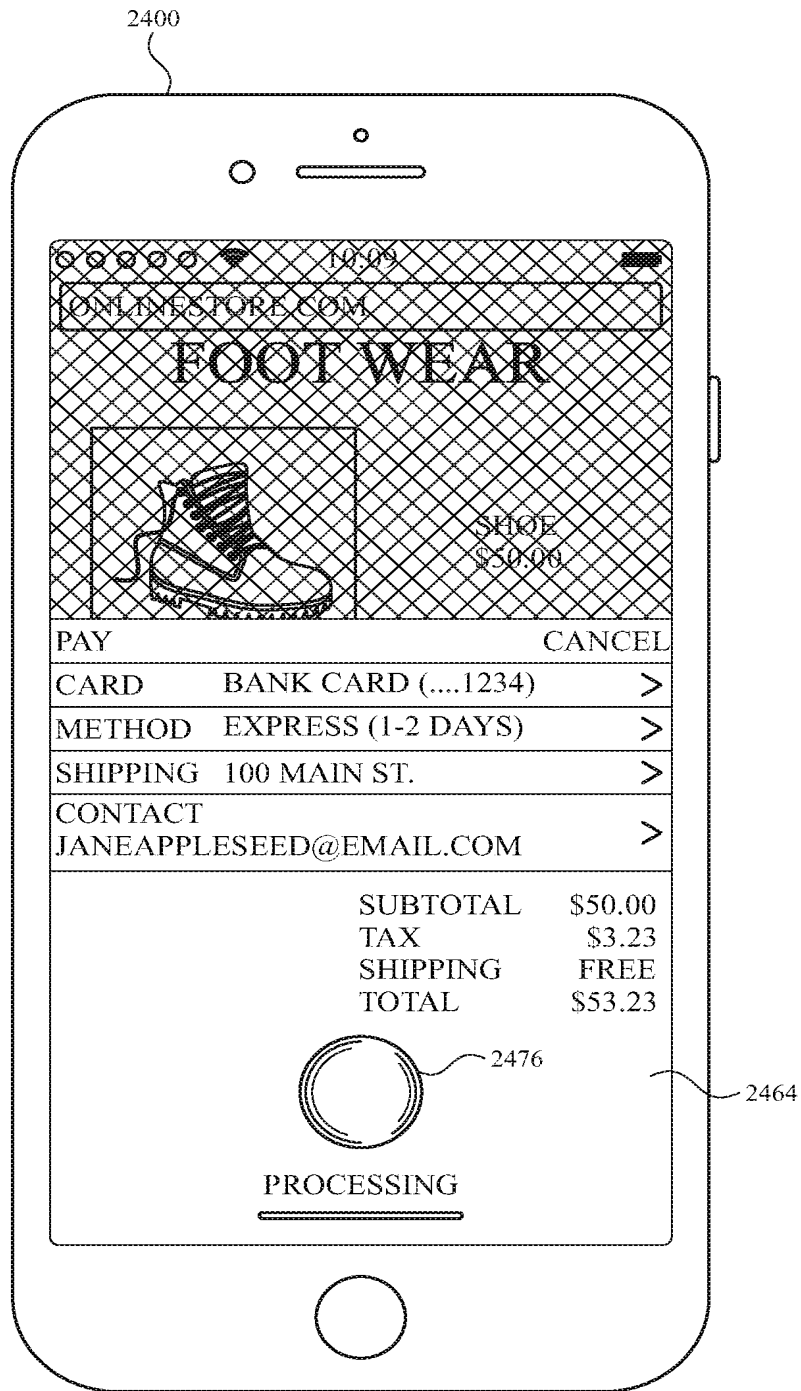 2400
10:09
ONLINESTORE.COM
FOOT WEAR
SHOE
$50.00
PAY CANCEL
CARD BANK CARD (....1234) >
METHOD EXPRESS (1-2 DAYS) >
SHIPPING 100 MAIN ST. >
CONTACT
JANEAPPLESEED@EMAIL.COM >
SUBTOTAL $50.00
TAX $3.23
SHIPPING FREE
TOTAL $53.23
2476
2464
PROCESSING